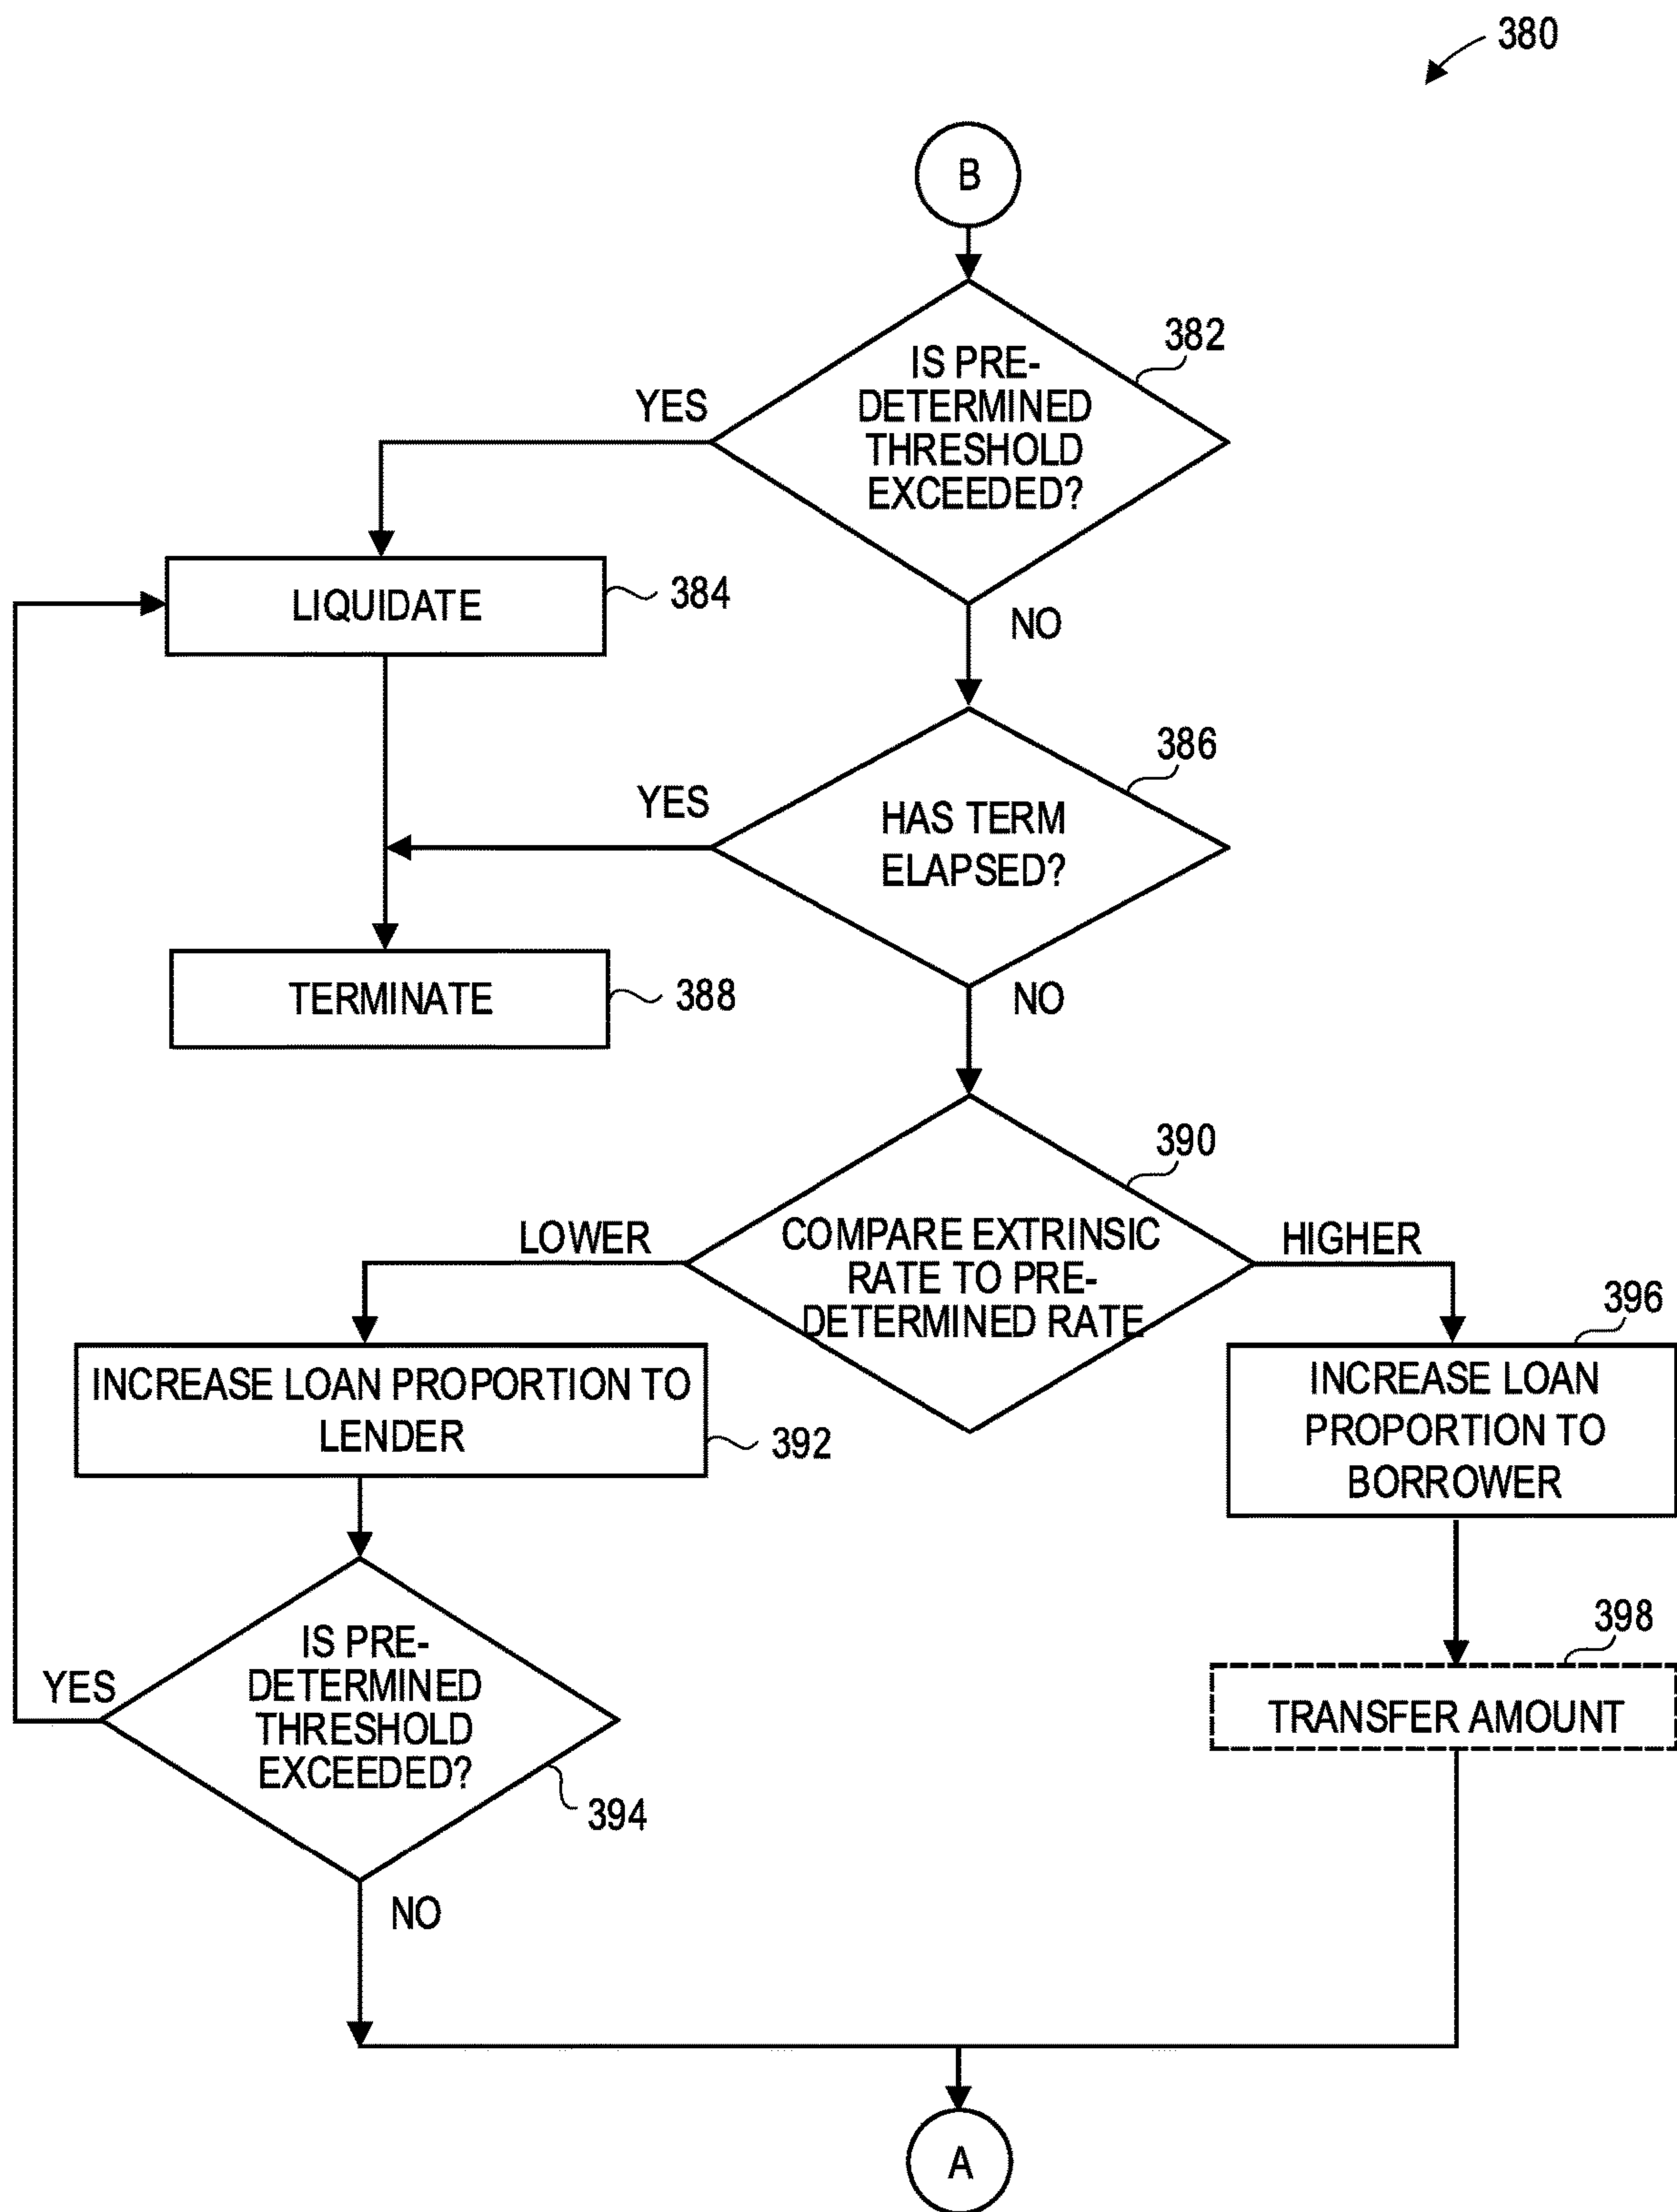 380
B
382
IS PRE-
DETERMINED
THRESHOLD
EXCEEDED?
YES
LIQUIDATE
384
NO
386
YES
HAS TERM
ELAPSED?
TERMINATE
388
NO
390
LOWER
COMPARE EXTRINSIC
RATE TO PRE-
DETERMINED RATE
HIGHER
396
INCREASE LOAN PROPORTION TO
LENDER
392
INCREASE LOAN
PROPORTION TO
BORROWER
398
TRANSFER AMOUNT
YES
IS PRE-
DETERMINED
THRESHOLD
EXCEEDED?
394
NO
A